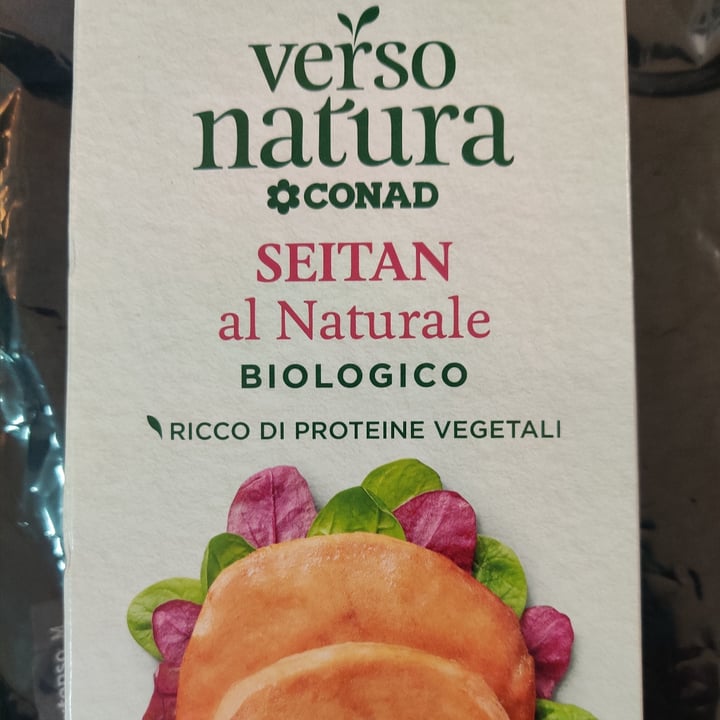 verso
natura
CONAD
SEITAN
al Naturale
BIOLOGICO
RICCO DI PROTEINE VEGETALI